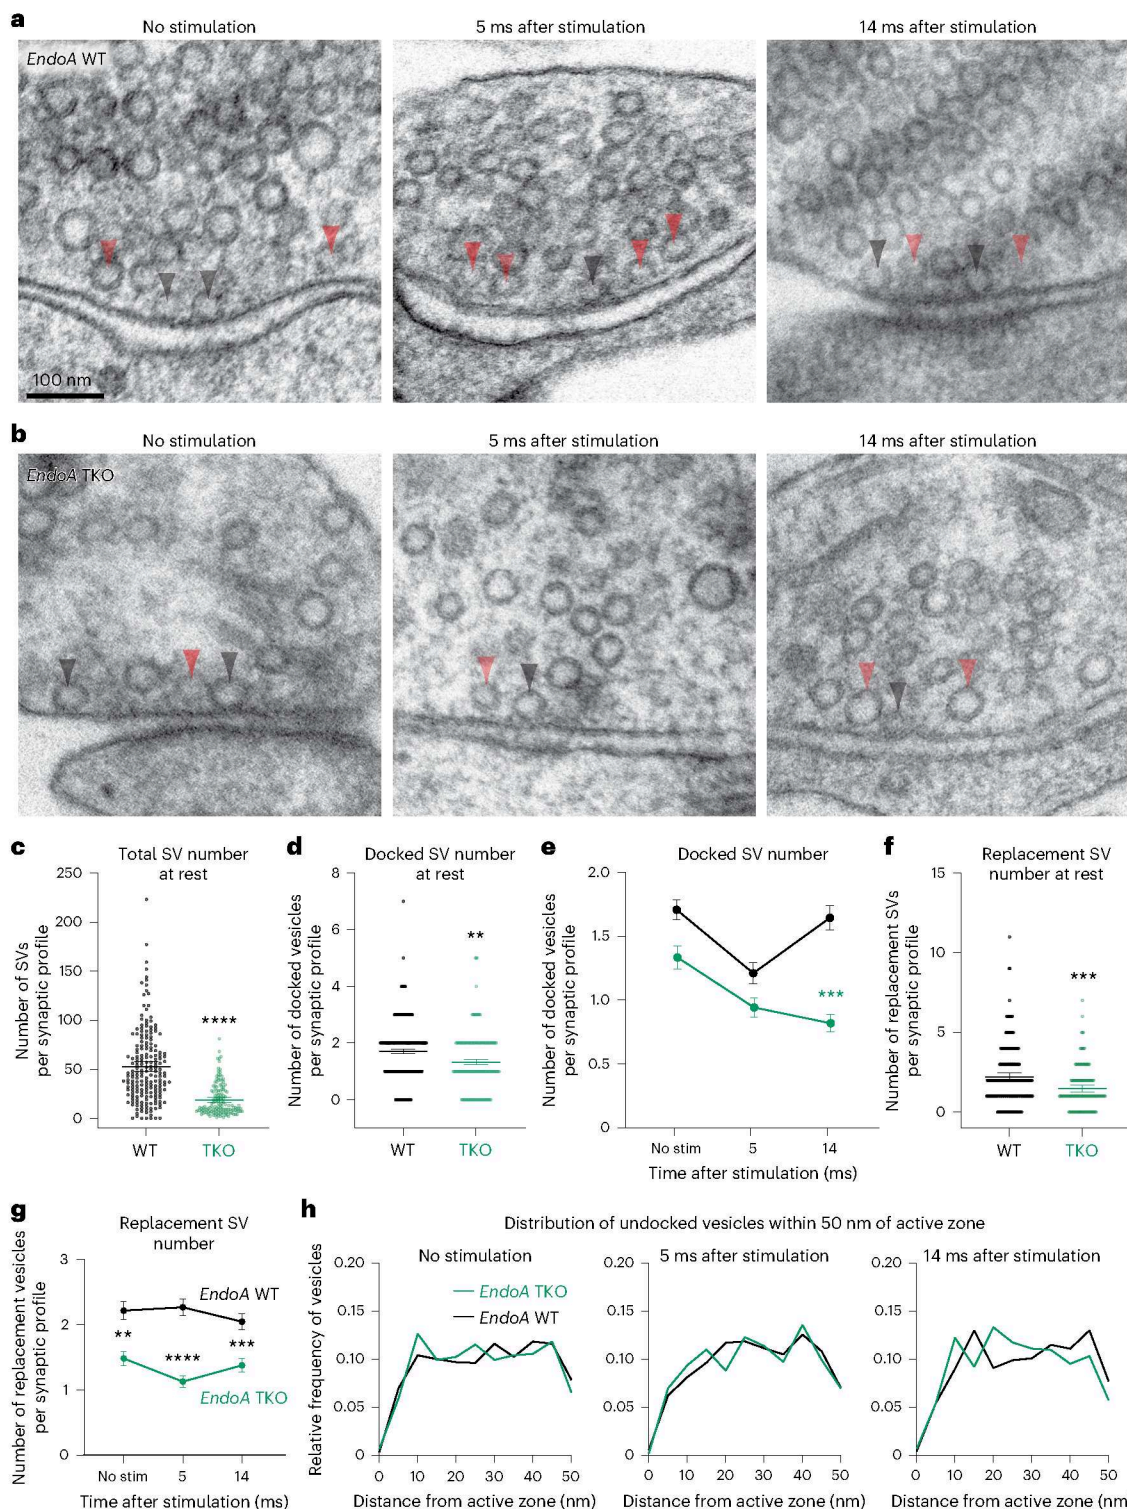 a
No stimulation
5 ms after stimulation
14 ms after stimulation
EndoA WT
100 nm
b
No stimulation
5 ms after stimulation
14 ms after stimulation
EndoA TKO
c
Total SV number
at rest
Number of SVs
per synaptic profile
250
200
150
100
50
0
****
WT
TKO
d
Docked SV number
at rest
Number of docked vesicles
per synaptic profile
8
6
4
2
0
**
WT
TKO
e
Docked SV number
Number of docked vesicles
per synaptic profile
2.0
1.5
1.0
0.5
0
***
No stim
5
14
Time after stimulation (ms)
f
Replacement SV
number at rest
Number of replacement SVs
per synaptic profile
15
10
5
0
***
WT
TKO
g
Replacement SV
number
Number of replacement vesicles
per synaptic profile
3
2
1
0
EndoA WT
**
****
***
EndoA TKO
No stim
5
14
Time after stimulation (ms)
h
Distribution of undocked vesicles within 50 nm of active zone
No stimulation
5 ms after stimulation
14 ms after stimulation
Relative frequency of vesicles
0.20
0.15
0.10
0.05
0
EndoA TKO
EndoA WT
0 10 20 30 40 50
Distance from active zone (nm)
0.20
0.15
0.10
0.05
0
0 10 20 30 40 50
Distance from active zone (nm)
0.20
0.15
0.10
0.05
0
0 10 20 30 40 50
Distance from active zone (nm)